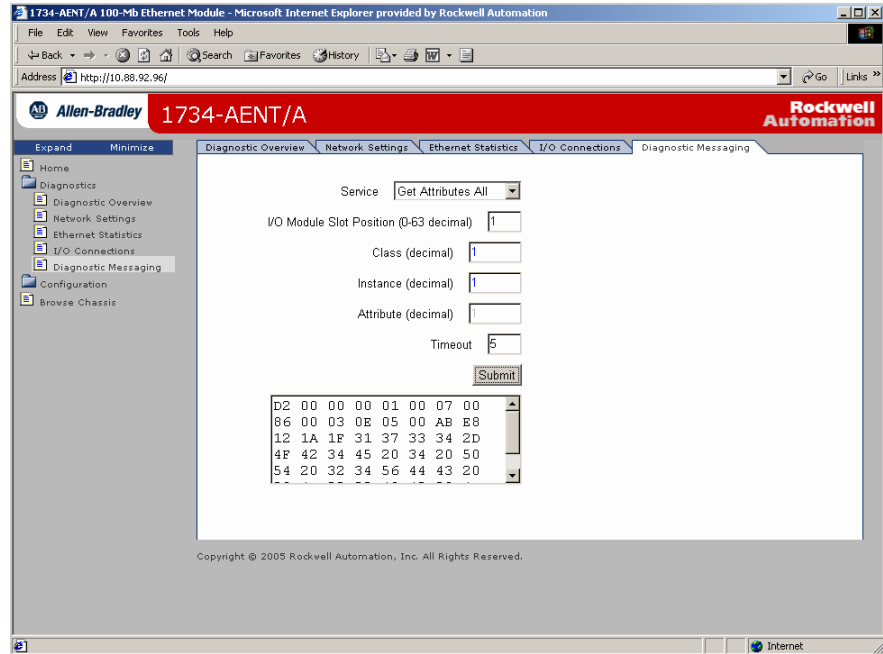 1734-AENT/A 100-Mb Ethernet Module - Microsoft Internet Explorer provided by Rockwell Automation
File Edit View Favorites Tools Help
Back Search Favorites History
Address http://10.88.92.96/ Go Links »
Allen-Bradley 1734-AENT/A Rockwell Automation
AB
Expand Minimize
Home
Diagnostics
Diagnostic Overview
Network Settings
Ethernet Statistics
I/O Connections
Diagnostic Messaging
Configuration
Browse Chassis
Diagnostic Overview Network Settings Ethernet Statistics I/O Connections Diagnostic Messaging
Service Get Attributes All
I/O Module Slot Position (0-63 decimal) 1
Class (decimal) 1
Instance (decimal) 1
Attribute (decimal) 1
Timeout 5
Submit
D2 00 00 00 01 00 07 00
86 00 03 0E 05 00 AB E8
12 1A 1F 31 37 33 34 2D
4F 42 34 45 20 34 20 50
54 20 32 34 56 44 43 20
Copyright © 2005 Rockwell Automation, Inc. All Rights Reserved.
Internet